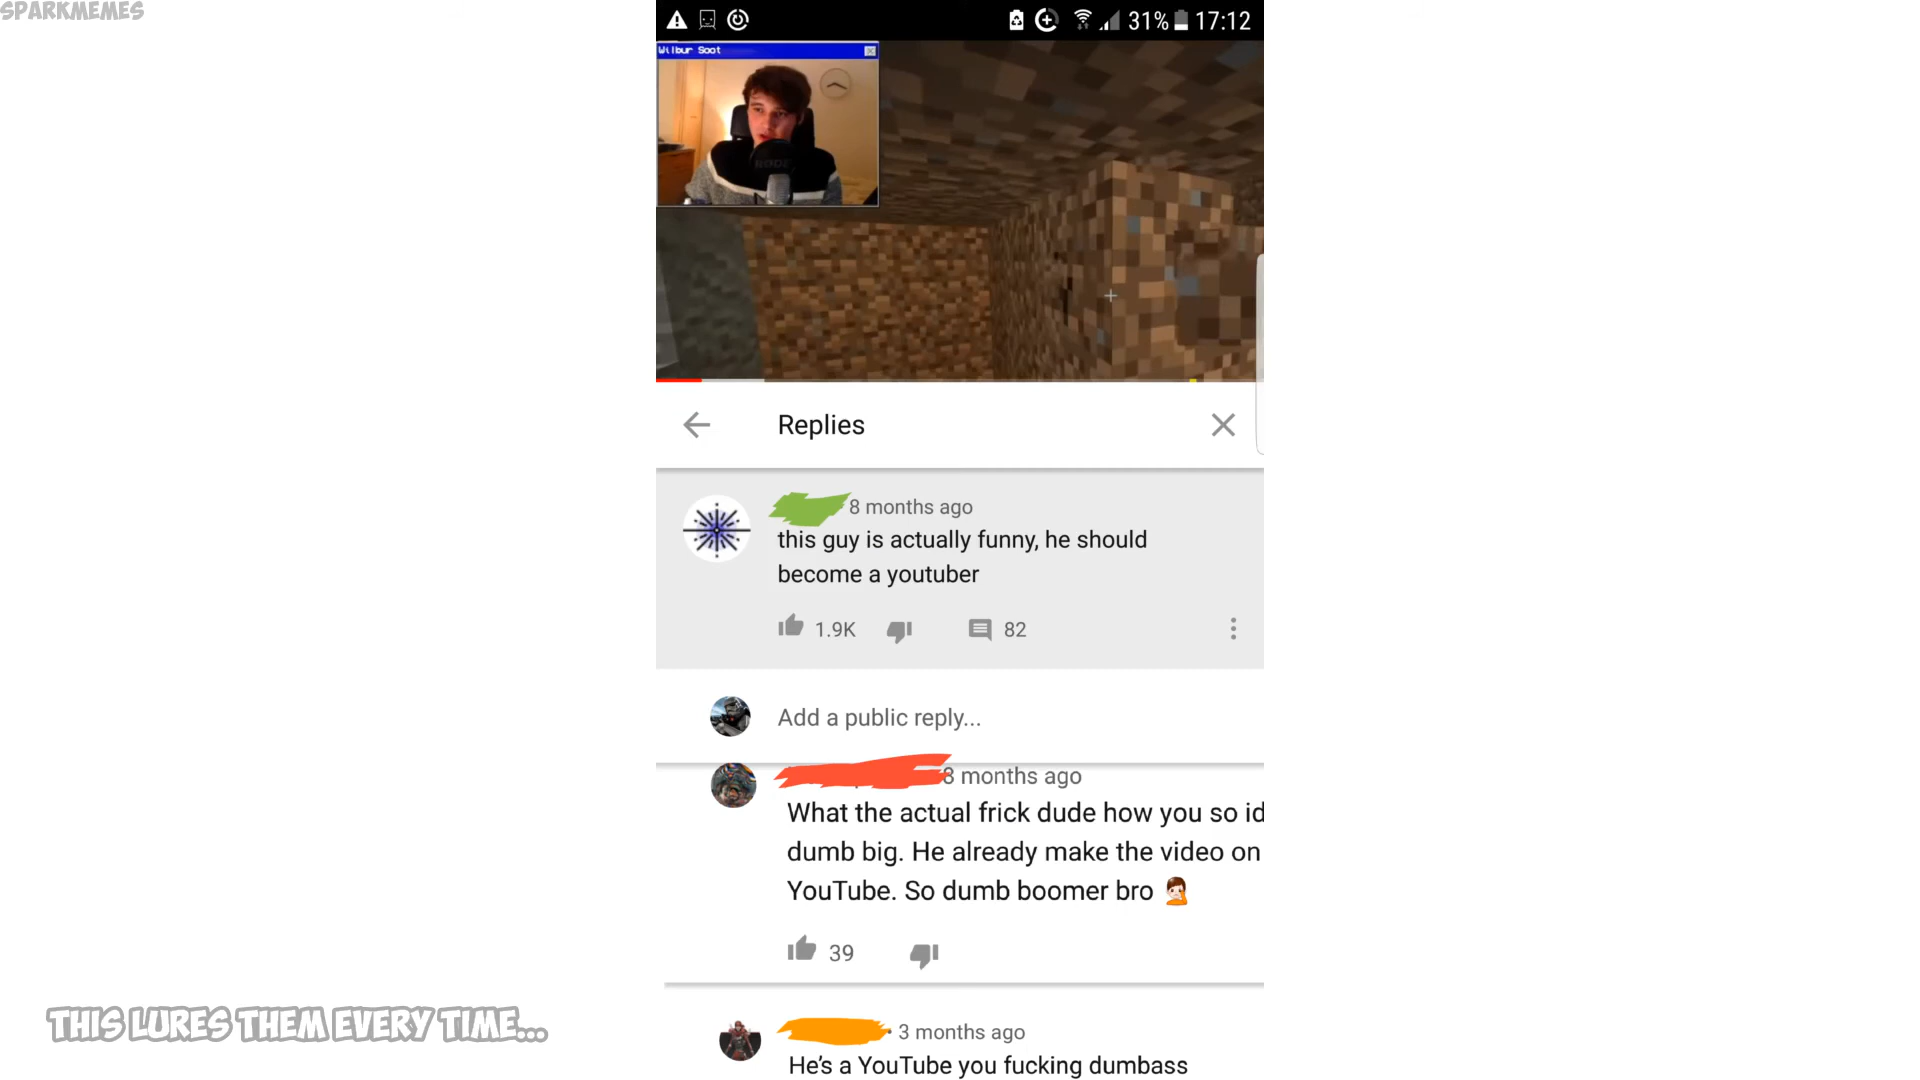 SPARKMEMES
31% 17:12
Wilbur Soot
RODE
Replies
8 months ago
this guy is actually funny, he should
become a youtuber
1.9K 82
Add a public reply...
8 months ago
What the actual frick dude how you so id
dumb big. He already make the video on
YouTube. So dumb boomer bro 🤦
39
• 3 months ago
He's a YouTube you fucking dumbass
THIS LURES THEM EVERY TIME...